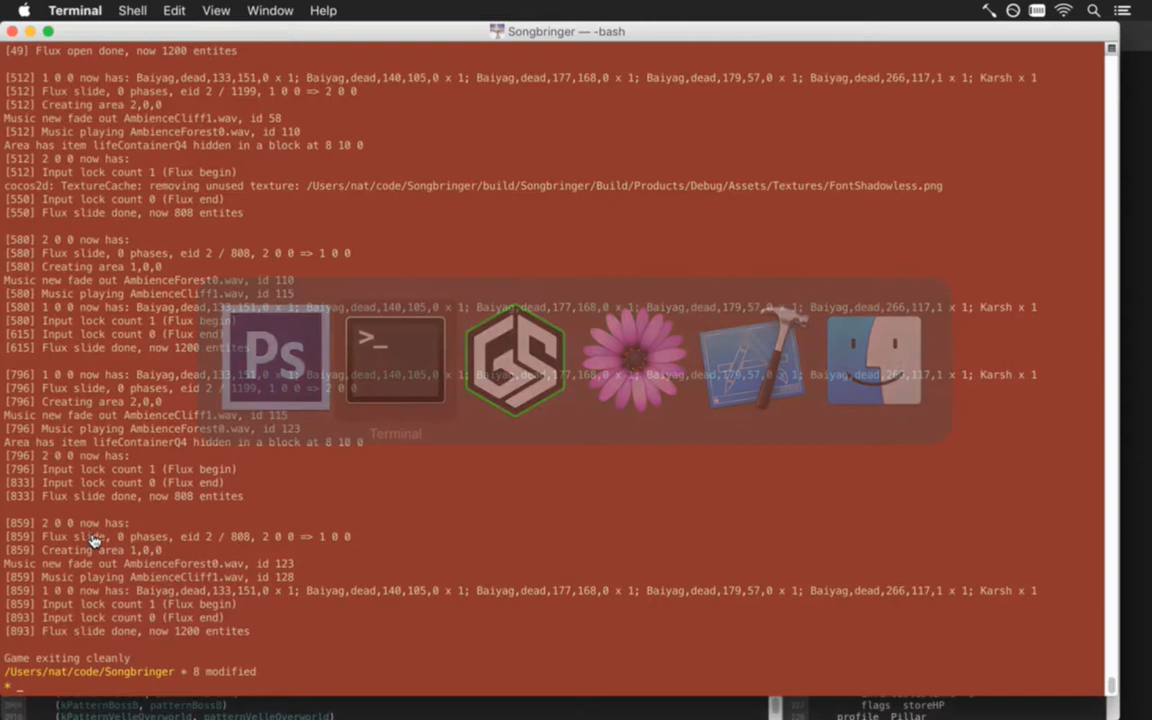 Terminal Shell Edit View Window Help
Songbringer — -bash
[49] Flux open done, now 1200 entites
[512] 1 0 0 now has: Baiyag,dead,133,151,0 x 1; Baiyag,dead,140,105,0 x 1; Baiyag,dead,177,168,0 x 1; Baiyag,dead,179,57,0 x 1; Baiyag,dead,266,117,1 x 1; Karsh x 1
[512] Flux slide, 0 phases, eid 2 / 1199, 1 0 0 => 2 0 0
[512] Creating area 2,0,0
Music new fade out AmbienceCliff1.wav, id 58
[512] Music playing AmbienceForest0.wav, id 110
Area has item lifeContainerQ4 hidden in a block at 8 10 0
[512] 2 0 0 now has:
[512] Input lock count 1 (Flux begin)
cocos2d: TextureCache: removing unused texture: /Users/nat/code/Songbringer/build/Songbringer/Build/Products/Debug/Assets/Textures/FontShadowless.png
[550] Input lock count 0 (Flux end)
[550] Flux slide done, now 808 entites
[580] 2 0 0 now has:
[580] Flux slide, 0 phases, eid 2 / 808, 2 0 0 => 1 0 0
[580] Creating area 1,0,0
Music new fade out AmbienceForest0.wav, id 110
[580] Music playing AmbienceCliff1.wav, id 115
[580] 1 0 0 now has: Baiyag,dead,133,151,0 x 1; Baiyag,dead,140,105,0 x 1; Baiyag,dead,177,168,0 x 1; Baiyag,dead,179,57,0 x 1; Baiyag,dead,266,117,1 x 1; Karsh x 1
[580] Input lock count 1 (Flux begin)
[615] Input lock count 0 (Flux end)
[615] Flux slide done, now 1200 entites
Ps
>_
GS
[796] 1 0 0 now has: Baiyag,dead,133,151,0 x 1; Baiyag,dead,140,105,0 x 1; Baiyag,dead,177,168,0 x 1; Baiyag,dead,179,57,0 x 1; Baiyag,dead,266,117,1 x 1; Karsh x 1
[796] Flux slide, 0 phases, eid 2 / 1199, 1 0 0 => 2 0 0
[796] Creating area 2,0,0
Music new fade out AmbienceCliff1.wav, id 115
[796] Music playing AmbienceForest0.wav, id 123
Terminal
Area has item lifeContainerQ4 hidden in a block at 8 10 0
[796] 2 0 0 now has:
[796] Input lock count 1 (Flux begin)
[833] Input lock count 0 (Flux end)
[833] Flux slide done, now 808 entites
[859] 2 0 0 now has:
[859] Flux slide, 0 phases, eid 2 / 808, 2 0 0 => 1 0 0
[859] Creating area 1,0,0
Music new fade out AmbienceForest0.wav, id 123
[859] Music playing AmbienceCliff1.wav, id 128
[859] 1 0 0 now has: Baiyag,dead,133,151,0 x 1; Baiyag,dead,140,105,0 x 1; Baiyag,dead,177,168,0 x 1; Baiyag,dead,179,57,0 x 1; Baiyag,dead,266,117,1 x 1; Karsh x 1
[859] Input lock count 1 (Flux begin)
[893] Input lock count 0 (Flux end)
[893] Flux slide done, now 1200 entites
Game exiting cleanly
/Users/nat/code/Songbringer * 8 modified
* _
(kPatternBossB, patternBossB)
(kPatternVelleOverworld, patternVelleOverworld)
flags storeHP
profile Pillar